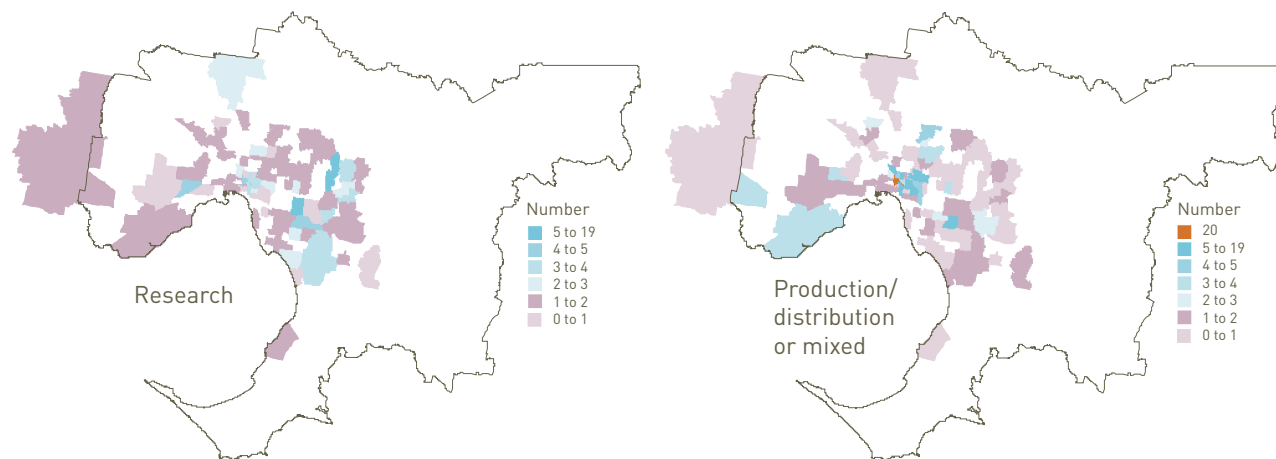 Research
Number
5 to 19
4 to 5
3 to 4
2 to 3
1 to 2
0 to 1
Production/
distribution
or mixed
Number
20
5 to 19
4 to 5
3 to 4
2 to 3
1 to 2
0 to 1